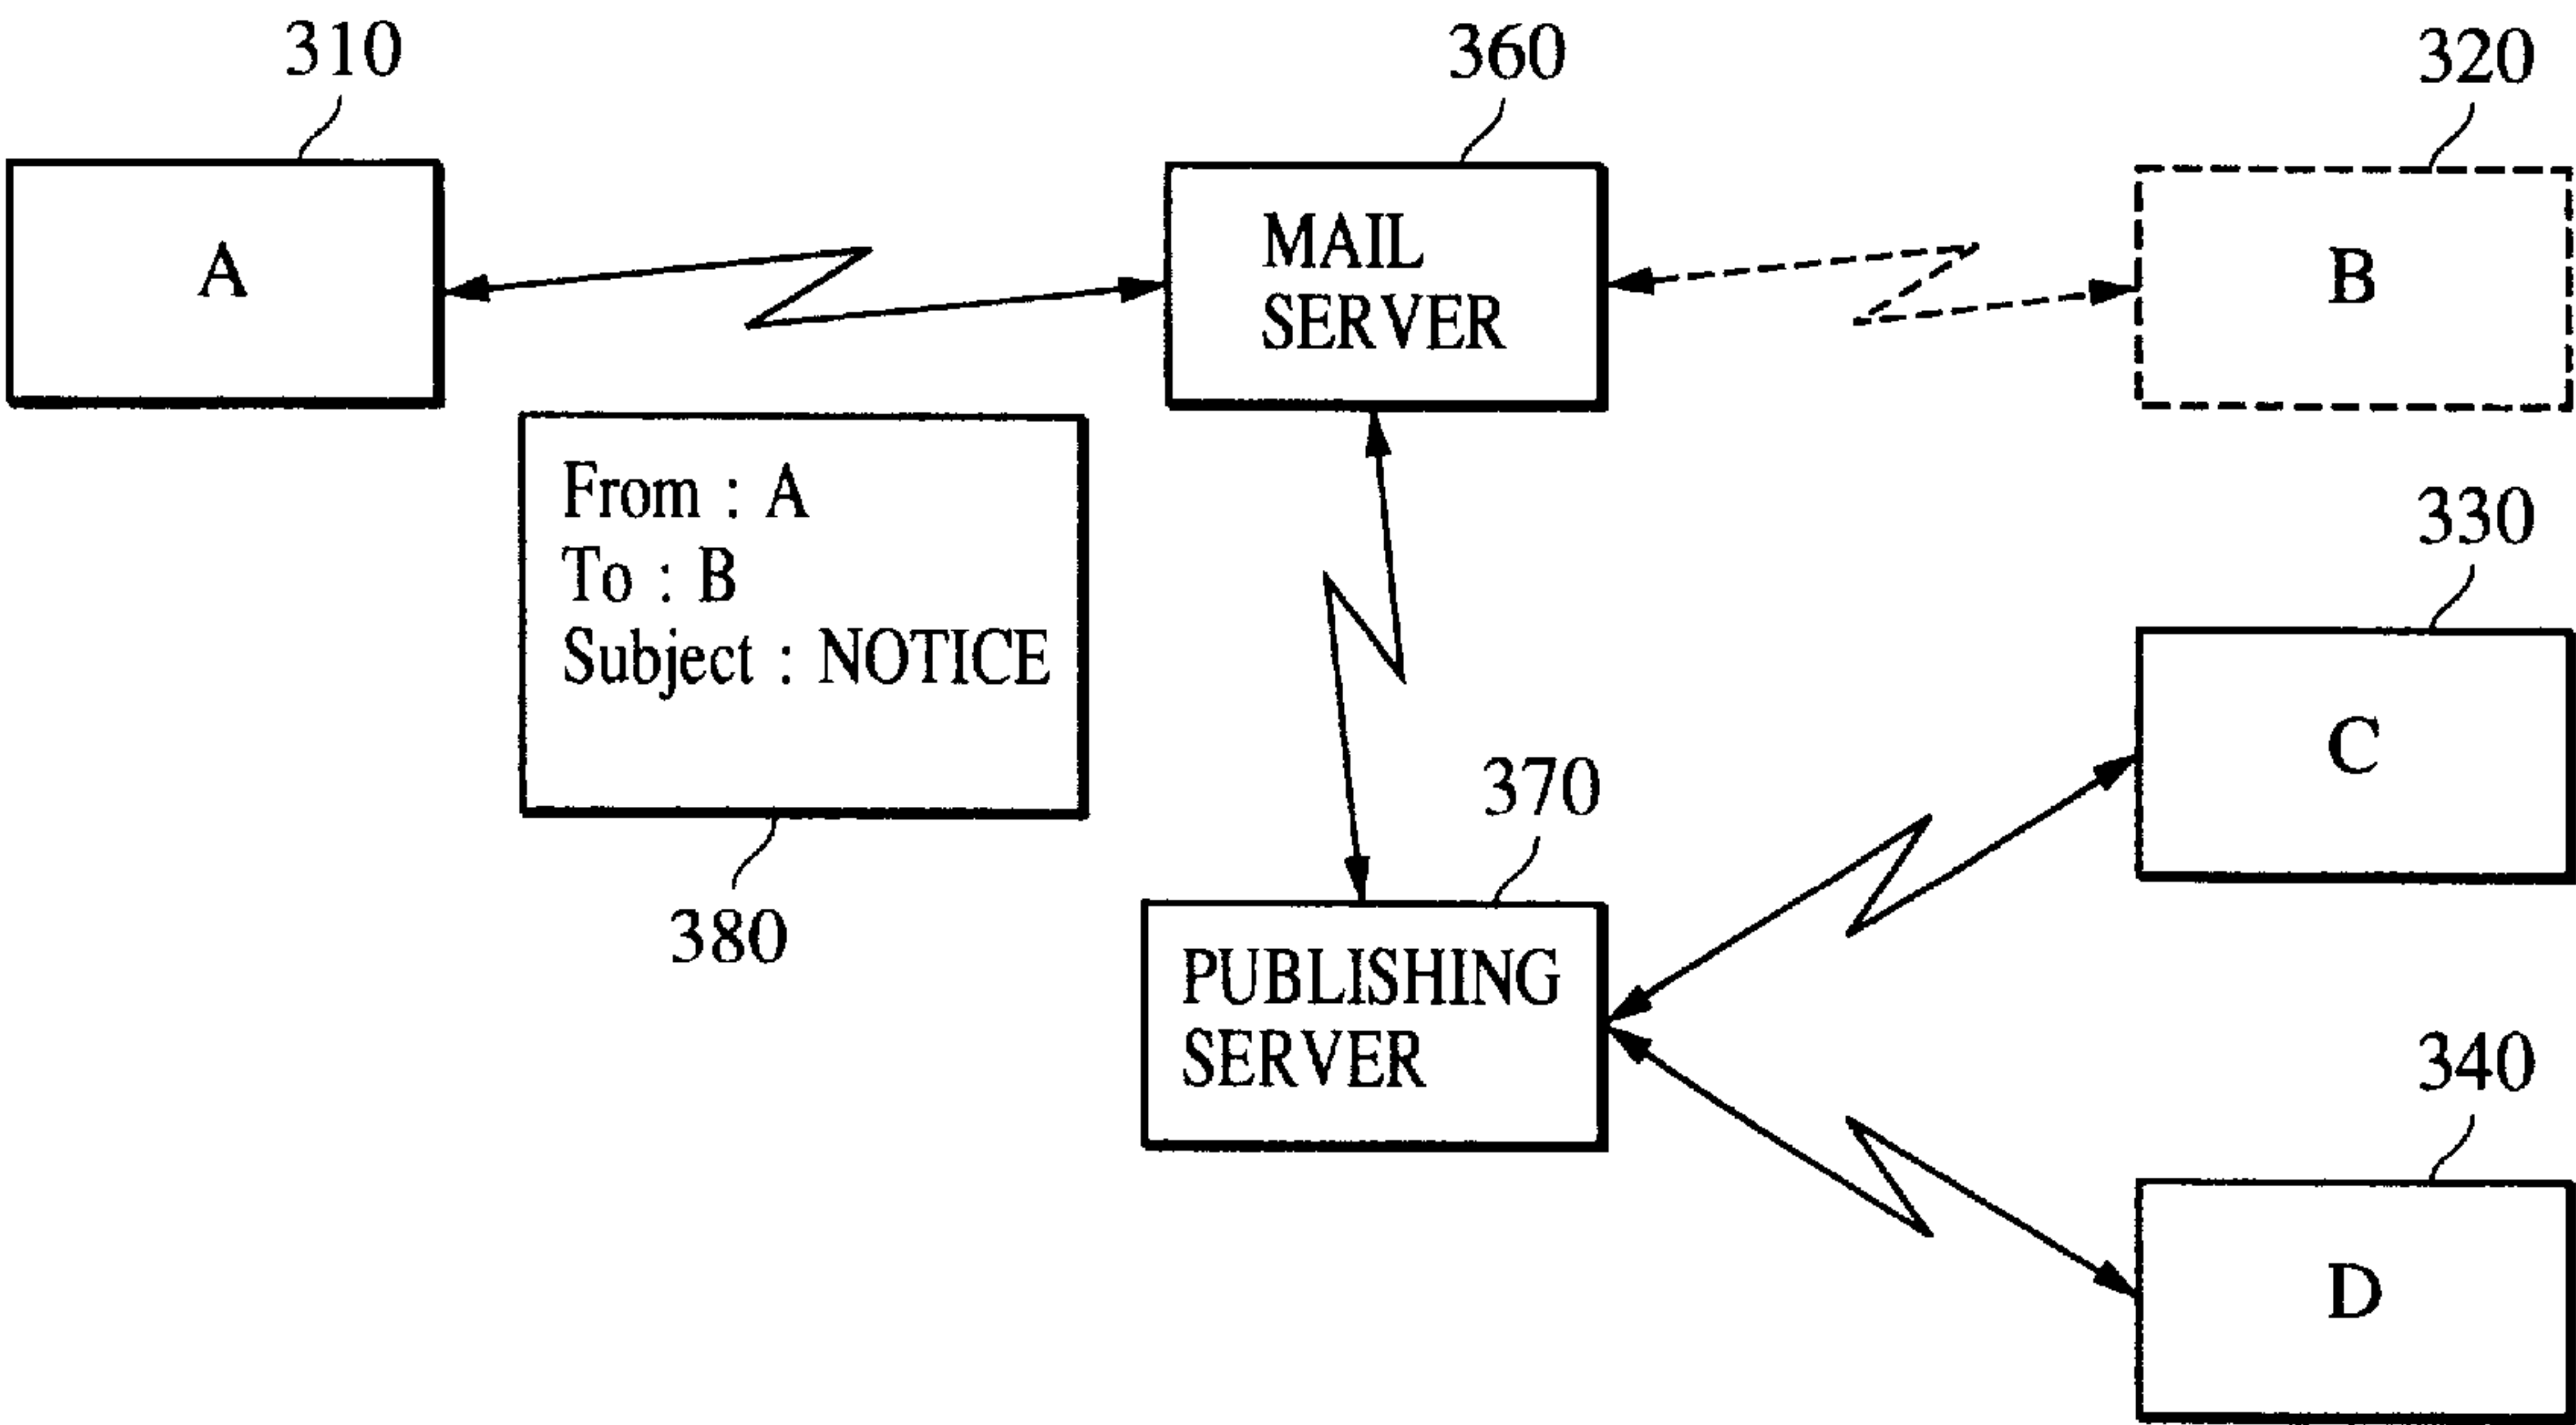 310
360
320
A
MAIL
SERVER
B
From : A
To : B
Subject : NOTICE
380
330
C
370
PUBLISHING
SERVER
340
D